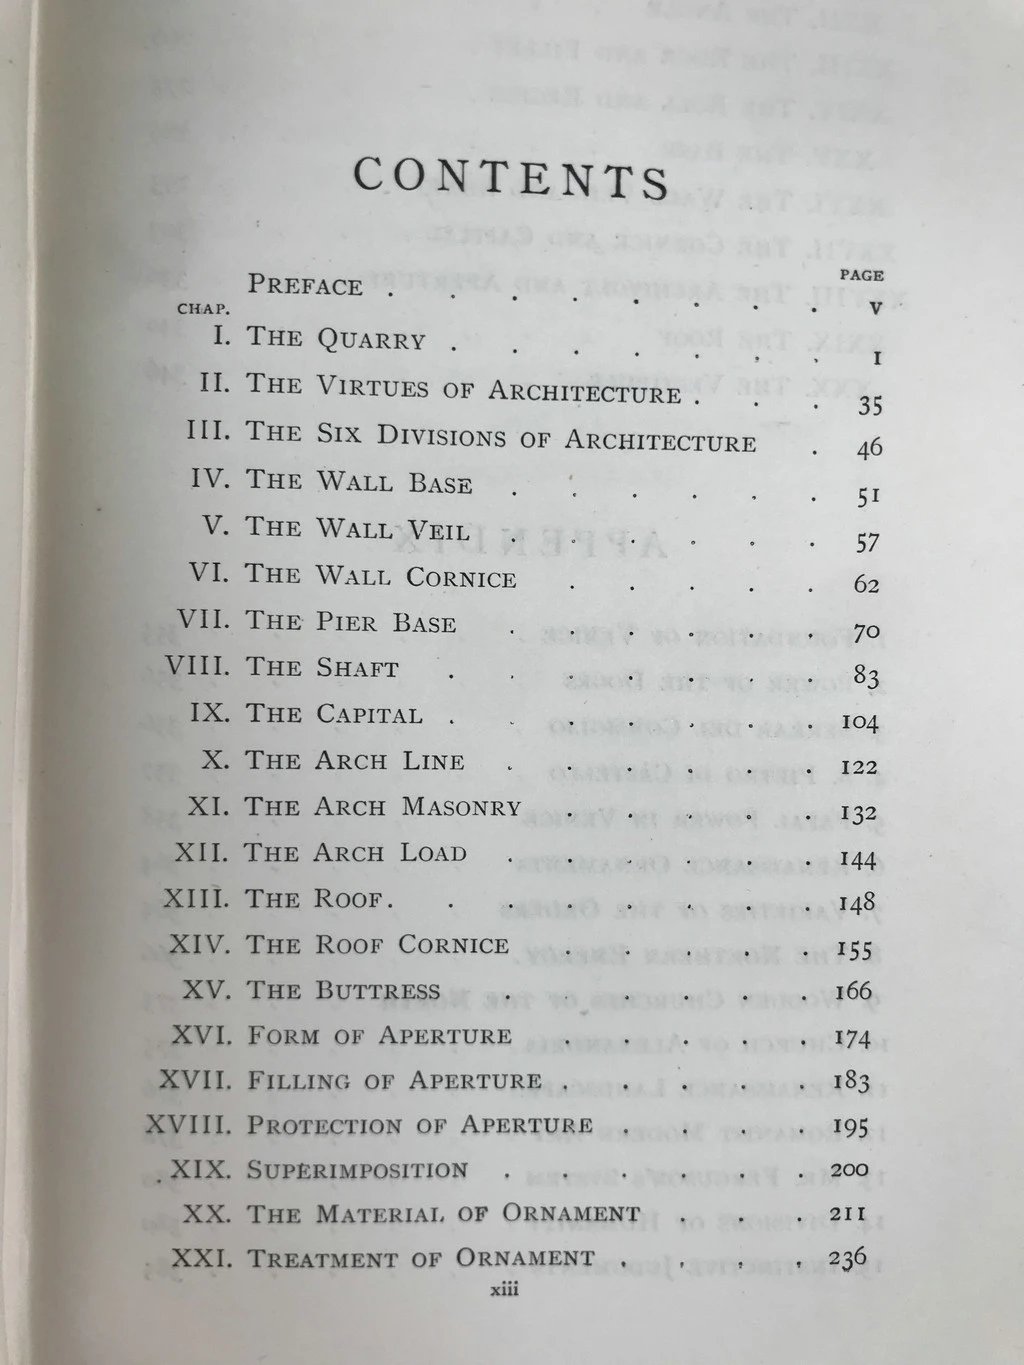 CONTENTS
PAGE
PREFACE . . . . . . . . V
CHAP.
I. THE QUARRY . . . . . . . 1
II. THE VIRTUES OF ARCHITECTURE . . . 35
III. THE SIX DIVISIONS OF ARCHITECTURE . 46
IV. THE WALL BASE . . . . . . 51
V. THE WALL VEIL . . . . . . 57
VI. THE WALL CORNICE . . . . . 62
VII. THE PIER BASE . . . . . . 70
VIII. THE SHAFT . . . . . . . 83
IX. THE CAPITAL . . . . . . . 104
X. THE ARCH LINE . . . . . . 122
XI. THE ARCH MASONRY . . . . . 132
XII. THE ARCH LOAD . . . . . . 144
XIII. THE ROOF . . . . . . . . 148
XIV. THE ROOF CORNICE . . . . . 155
XV. THE BUTTRESS . . . . . . 166
XVI. FORM OF APERTURE . . . . . 174
XVII. FILLING OF APERTURE . . . . . 183
XVIII. PROTECTION OF APERTURE . . . . 195
XIX. SUPERIMPOSITION . . . . . . 200
XX. THE MATERIAL OF ORNAMENT . . . 211
XXI. TREATMENT OF ORNAMENT . . . . 236
xiii